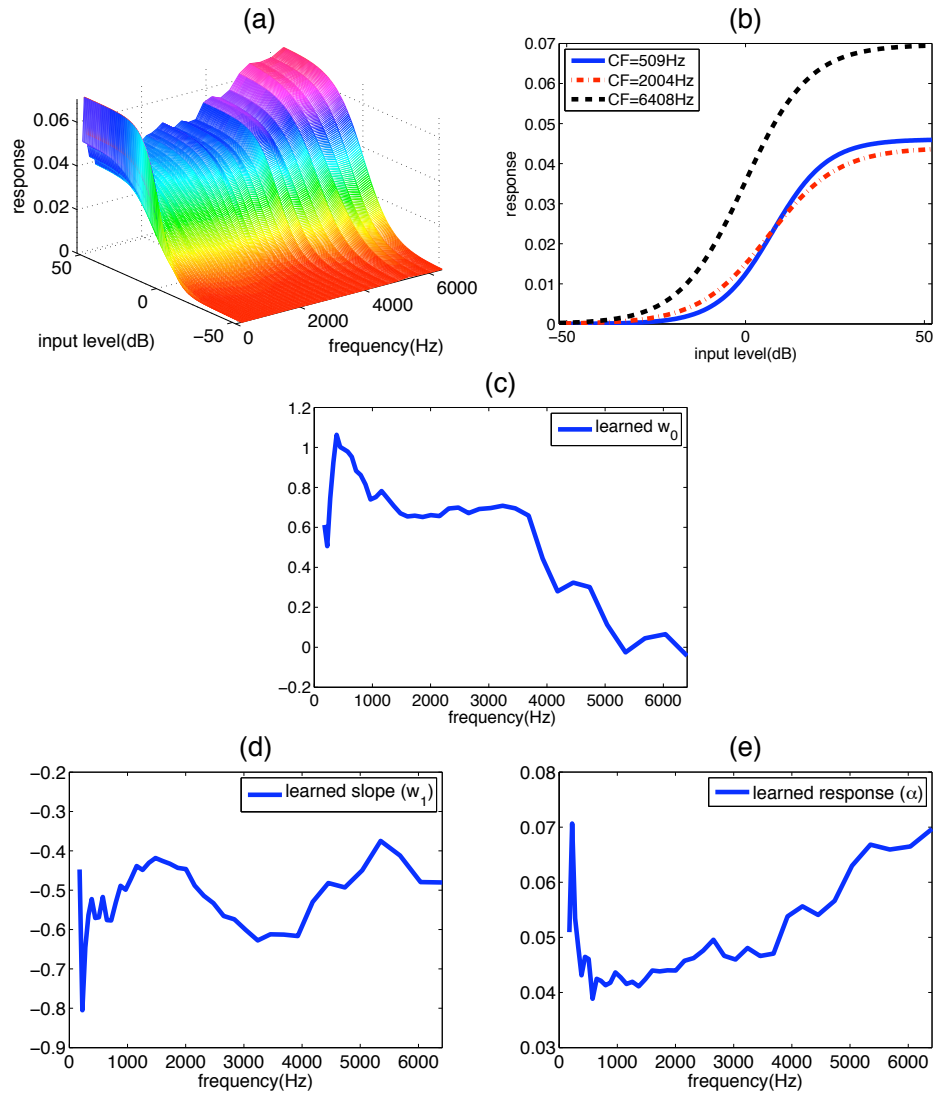 (a)
response
0.06
0.04
0.02
0
50
0
−50
input level(dB)
0
2000
4000
6000
frequency(Hz)
(b)
response
0.07
0.06
0.05
0.04
0.03
0.02
0.01
0
−50
0
50
input level(dB)
CF=509Hz
CF=2004Hz
CF=6408Hz
(c)
1.2
1
0.8
0.6
0.4
0.2
0
−0.2
0 1000 2000 3000 4000 5000 6000
frequency(Hz)
learned w0
(d)
−0.2
−0.3
−0.4
−0.5
−0.6
−0.7
−0.8
−0.9
0 1000 2000 3000 4000 5000 6000
frequency(Hz)
learned slope (w1)
(e)
0.08
0.07
0.06
0.05
0.04
0.03
0 1000 2000 3000 4000 5000 6000
frequency(Hz)
learned response (α)